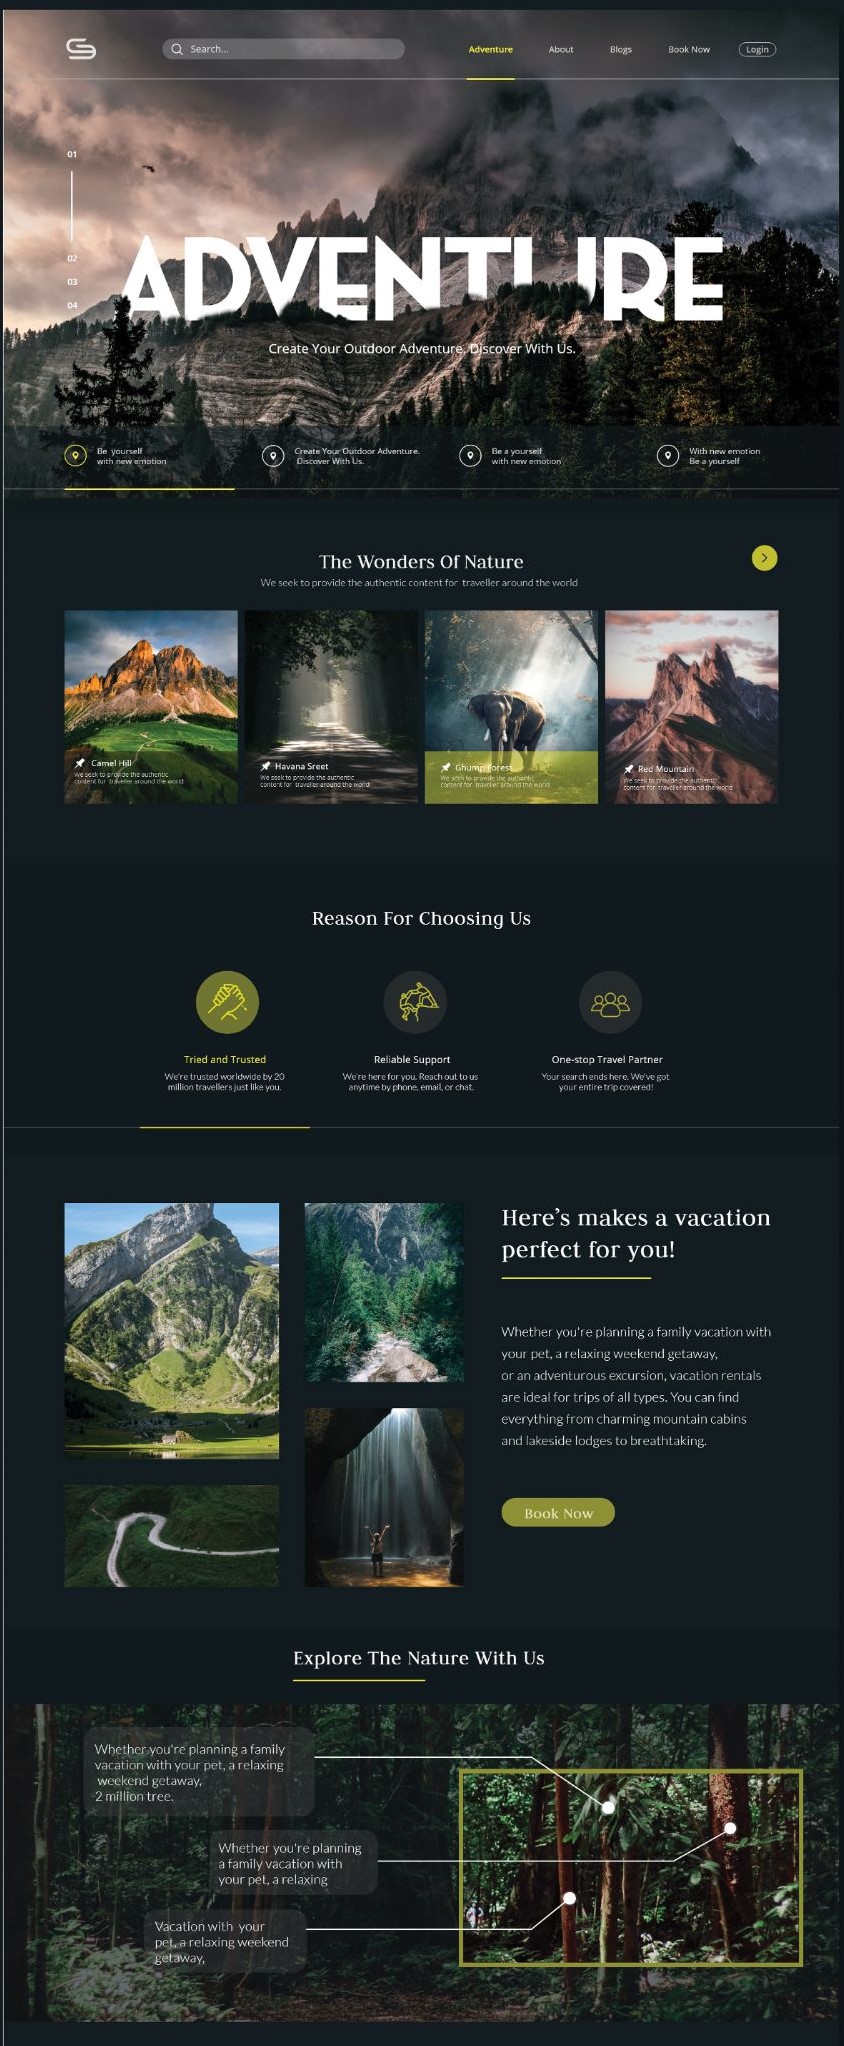 Search...
Adventure
About
Blogs
Book Now
Login
01
02
03
04
ADVENTURE
Create Your Outdoor Adventure. Discover With Us.
Be yourself
with new emotion
Create Your Outdoor Adventure.
Discover With Us.
Be a yourself
with new emotion
With new emotion
Be a yourself
The Wonders Of Nature
We seek to provide the authentic content for traveller around the world
Camel Hill
We seek to provide the authentic
content for traveller around the world
Havana Sreet
We seek to provide the authentic
content for traveller around the world
Ghump Forest
We seek to provide the authentic
content for traveller around the world
Red Mountain
We seek to provide the authentic
content for traveller around the world
Reason For Choosing Us
Tried and Trusted
We're trusted worldwide by 20
million travellers just like you.
Reliable Support
We're here for you. Reach out to us
anytime by phone, email, or chat.
One-stop Travel Partner
Your search ends here. We've got
your entire trip covered!
Here's makes a vacation
perfect for you!
Whether you're planning a family vacation with
your pet, a relaxing weekend getaway,
or an adventurous excursion, vacation rentals
are ideal for trips of all types. You can find
everything from charming mountain cabins
and lakeside lodges to breathtaking.
Book Now
Explore The Nature With Us
Whether you're planning a family
vacation with your pet, a relaxing
weekend getaway,
2 million tree.
Whether you're planning
a family vacation with
your pet, a relaxing
Vacation with your
pet, a relaxing weekend
getaway,